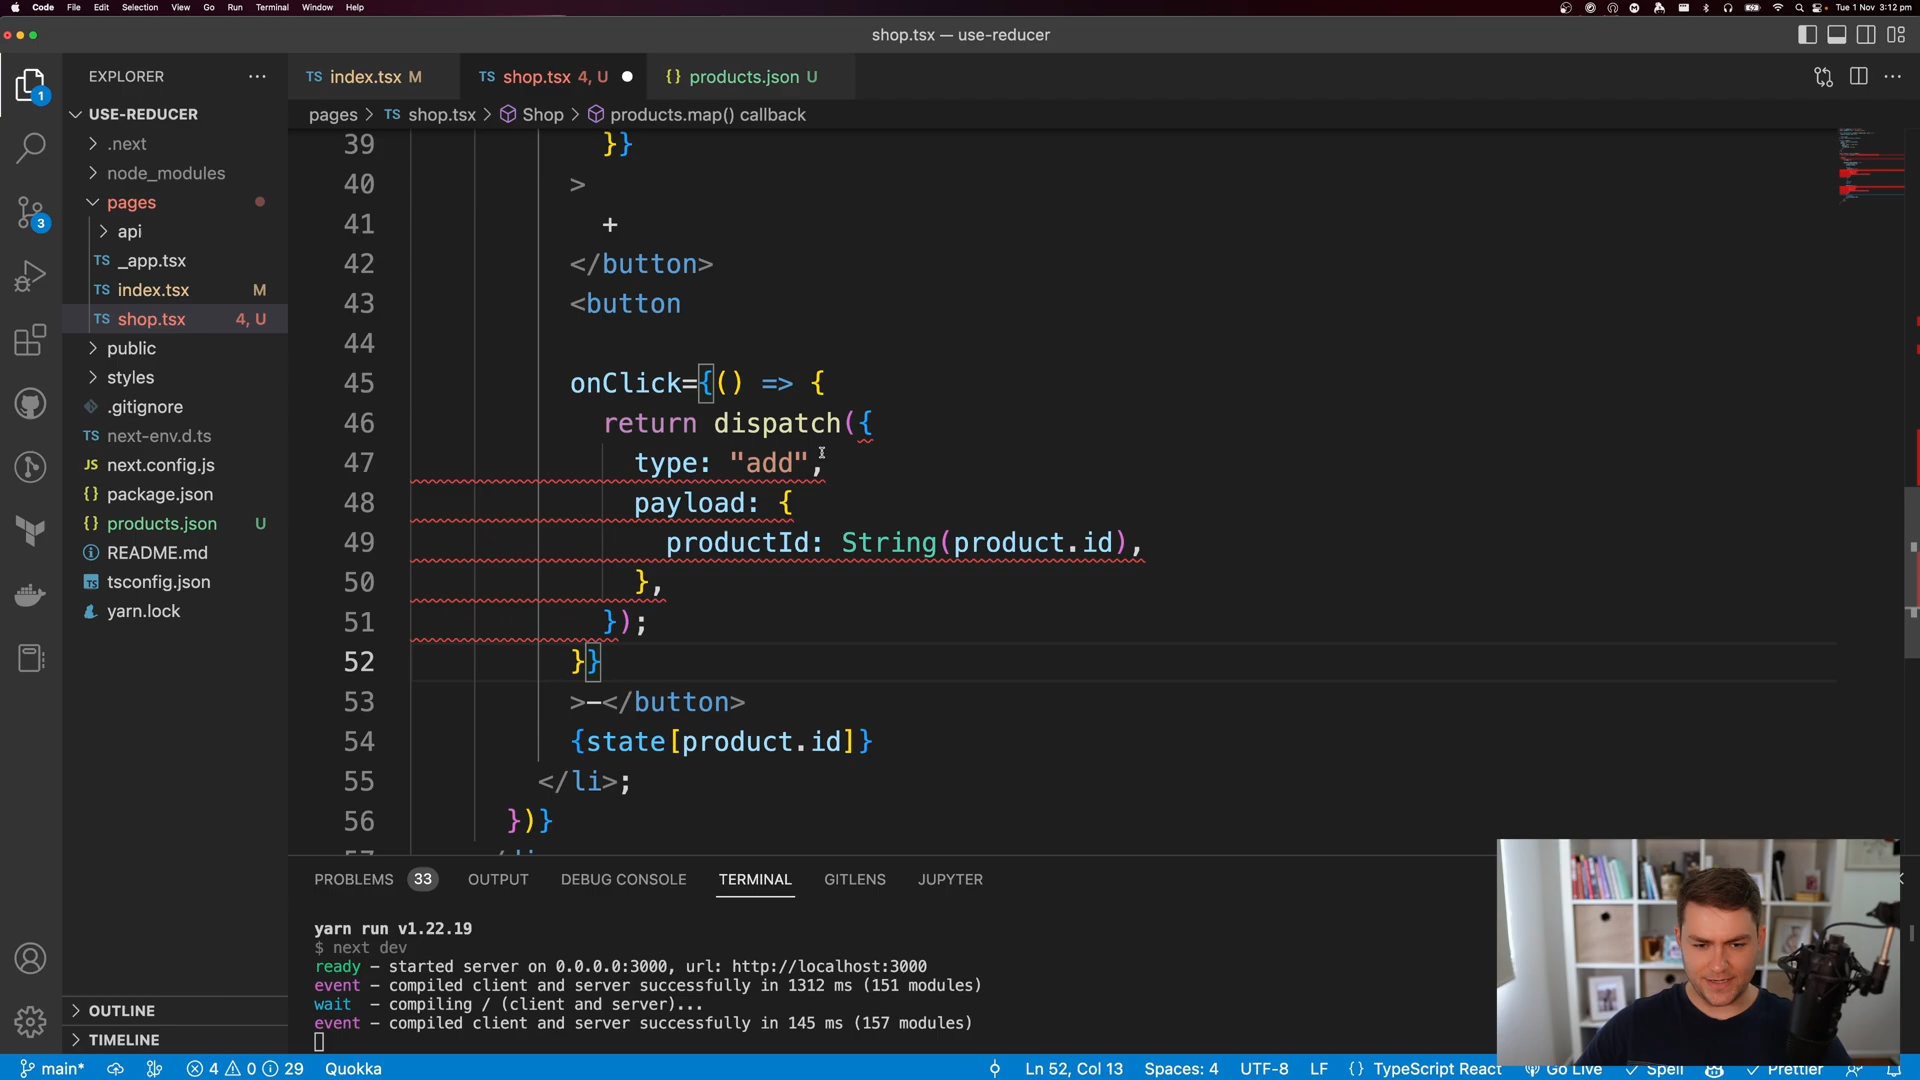 Code File Edit Selection View Go Run Terminal Window Help
Tue 1 Nov 3:12 pm
shop.tsx — use-reducer
EXPLORER
TS index.tsx M
TS shop.tsx 4, U
{} products.json U
pages > TS shop.tsx > Shop > products.map() callback
1
3
USE-REDUCER
.next
node_modules
pages
api
TS _app.tsx
TS index.tsx M
TS shop.tsx 4, U
public
styles
.gitignore
TS next-env.d.ts
JS next.config.js
{} package.json
{} products.json U
README.md
TS tsconfig.json
yarn.lock
OUTLINE
TIMELINE
39 }}
40 >
41 +
42 </button>
43 <button
44
45 onClick={() => {
46 return dispatch({
47 type: "add",
48 payload: {
49 productId: String(product.id),
50 },
51 });
52 }}
53 >-</button>
54 {state[product.id]}
55 </li>;
56 })}
PROBLEMS 33 OUTPUT DEBUG CONSOLE TERMINAL GITLENS JUPYTER
yarn run v1.22.19
$ next dev
ready - started server on 0.0.0.0:3000, url: http://localhost:3000
event - compiled client and server successfully in 1312 ms (151 modules)
wait - compiling / (client and server)...
event - compiled client and server successfully in 145 ms (157 modules)
main* 4 0 29 Quokka
Ln 52, Col 13 Spaces: 4 UTF-8 LF {} TypeScript React Go Live Spell Prettier